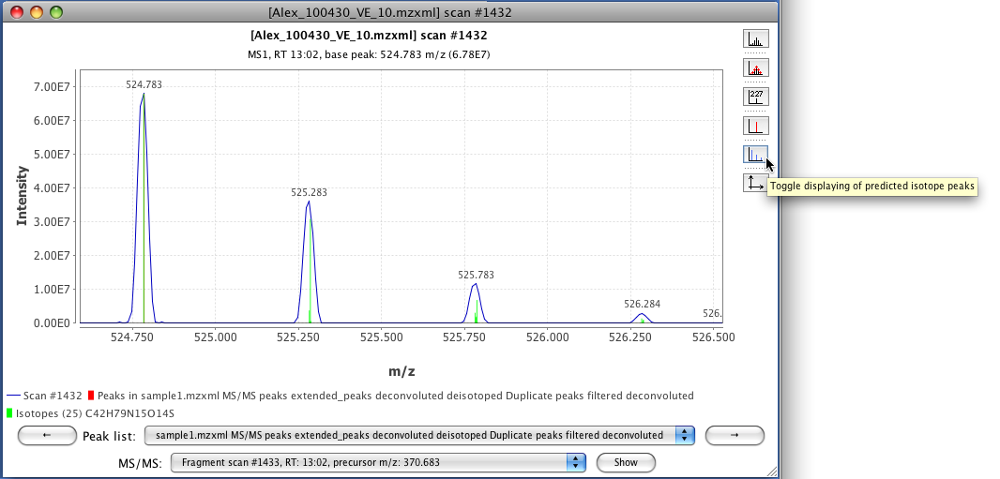 [Alex_100430_VE_10.mzxml] scan #1432
[Alex_100430_VE_10.mzxml] scan #1432
MS1, RT 13:02, base peak: 524.783 m/z (6.78E7)
227
Toggle displaying of predicted isotope peaks
Intensity
7.00E7
6.00E7
5.00E7
4.00E7
3.00E7
2.00E7
1.00E7
0.00E0
524.783
525.283
525.783
526.284
526.
524.750
525.000
525.250
525.500
525.750
526.000
526.250
526.500
m/z
Scan #1432 Peaks in sample1.mzxml MS/MS peaks extended_peaks deconvoluted deisotoped Duplicate peaks filtered deconvoluted
Isotopes (25) C42H79N15O14S
← Peak list: sample1.mzxml MS/MS peaks extended_peaks deconvoluted deisotoped Duplicate peaks filtered deconvoluted →
MS/MS: Fragment scan #1433, RT: 13:02, precursor m/z: 370.683 Show